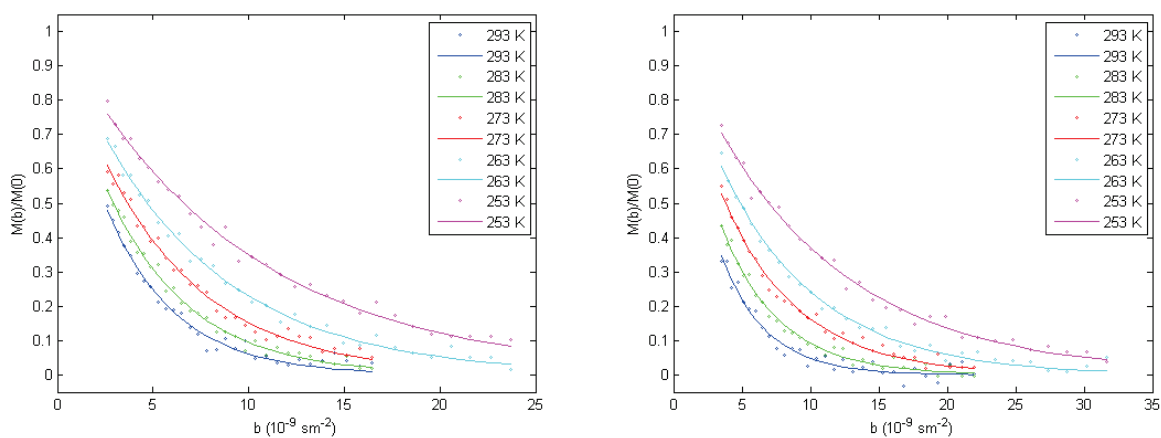 1
0.9
0.8
0.7
0.6
0.5
0.4
0.3
0.2
0.1
0
M(b)/M(0)
0 5 10 15 20 25
b (10⁻⁹ sm⁻²)
293 K
293 K
283 K
283 K
273 K
273 K
263 K
263 K
253 K
253 K
1
0.9
0.8
0.7
0.6
0.5
0.4
0.3
0.2
0.1
0
M(b)/M(0)
0 5 10 15 20 25 30 35
b (10⁻⁹ sm⁻²)
293 K
293 K
283 K
283 K
273 K
273 K
263 K
263 K
253 K
253 K